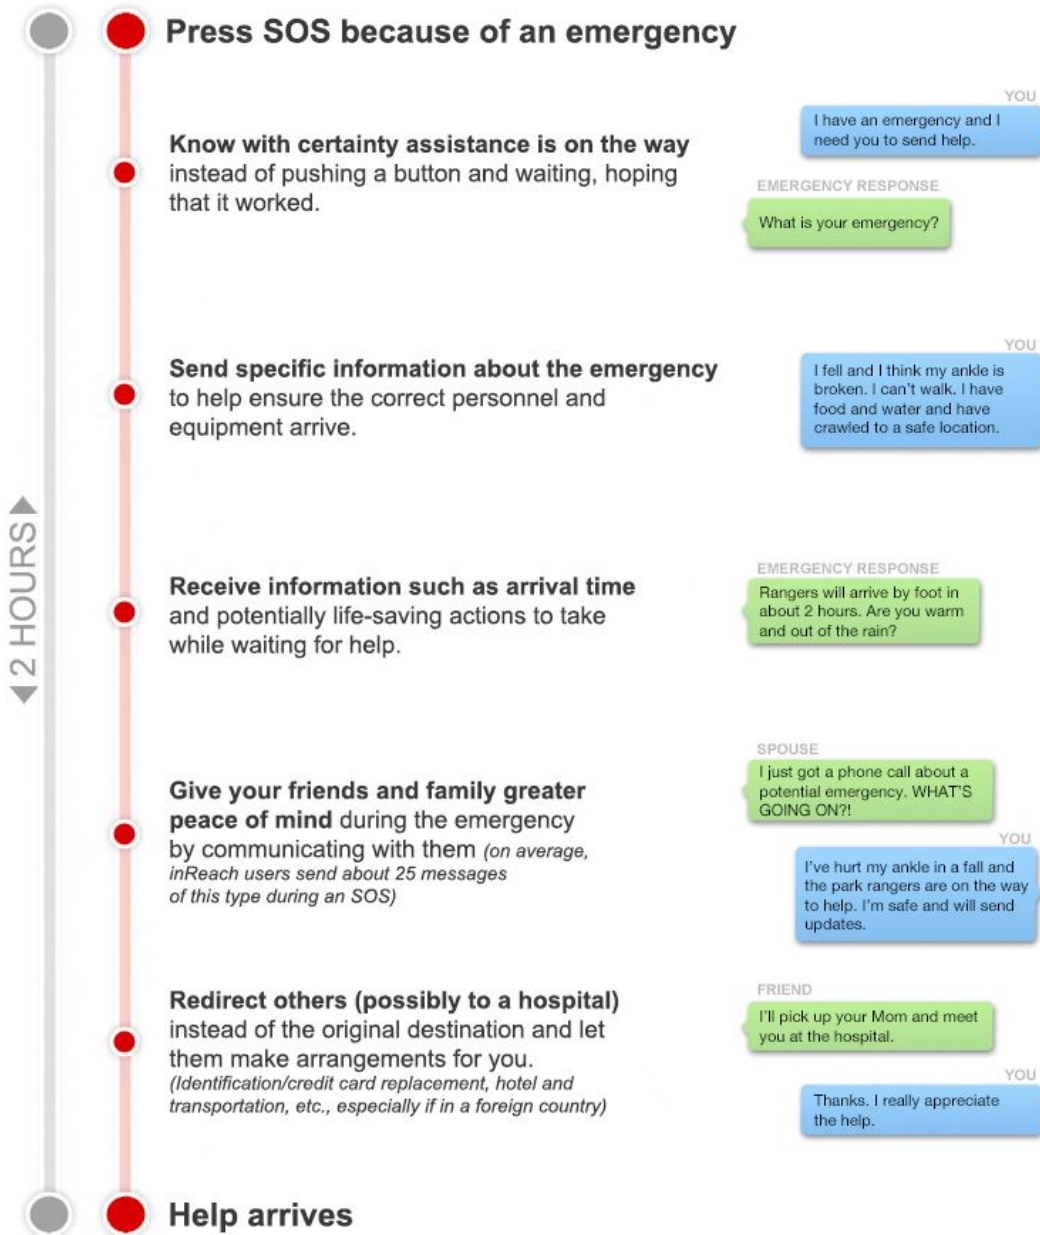 Press SOS because of an emergency
YOU
I have an emergency and I
need you to send help.
Know with certainty assistance is on the way
instead of pushing a button and waiting, hoping
that it worked.
EMERGENCY RESPONSE
What is your emergency?
YOU
I fell and I think my ankle is
broken. I can't walk. I have
food and water and have
crawled to a safe location.
Send specific information about the emergency
to help ensure the correct personnel and
equipment arrive.
2 HOURS
Receive information such as arrival time
and potentially life-saving actions to take
while waiting for help.
EMERGENCY RESPONSE
Rangers will arrive by foot in
about 2 hours. Are you warm
and out of the rain?
Give your friends and family greater
peace of mind during the emergency
by communicating with them (on average,
inReach users send about 25 messages
of this type during an SOS)
SPOUSE
I just got a phone call about a
potential emergency. WHAT'S
GOING ON?!
YOU
I've hurt my ankle in a fall and
the park rangers are on the way
to help. I'm safe and will send
updates.
Redirect others (possibly to a hospital)
instead of the original destination and let
them make arrangements for you.
(Identification/credit card replacement, hotel and
transportation, etc., especially if in a foreign country)
FRIEND
I'll pick up your Mom and meet
you at the hospital.
YOU
Thanks. I really appreciate
the help.
Help arrives